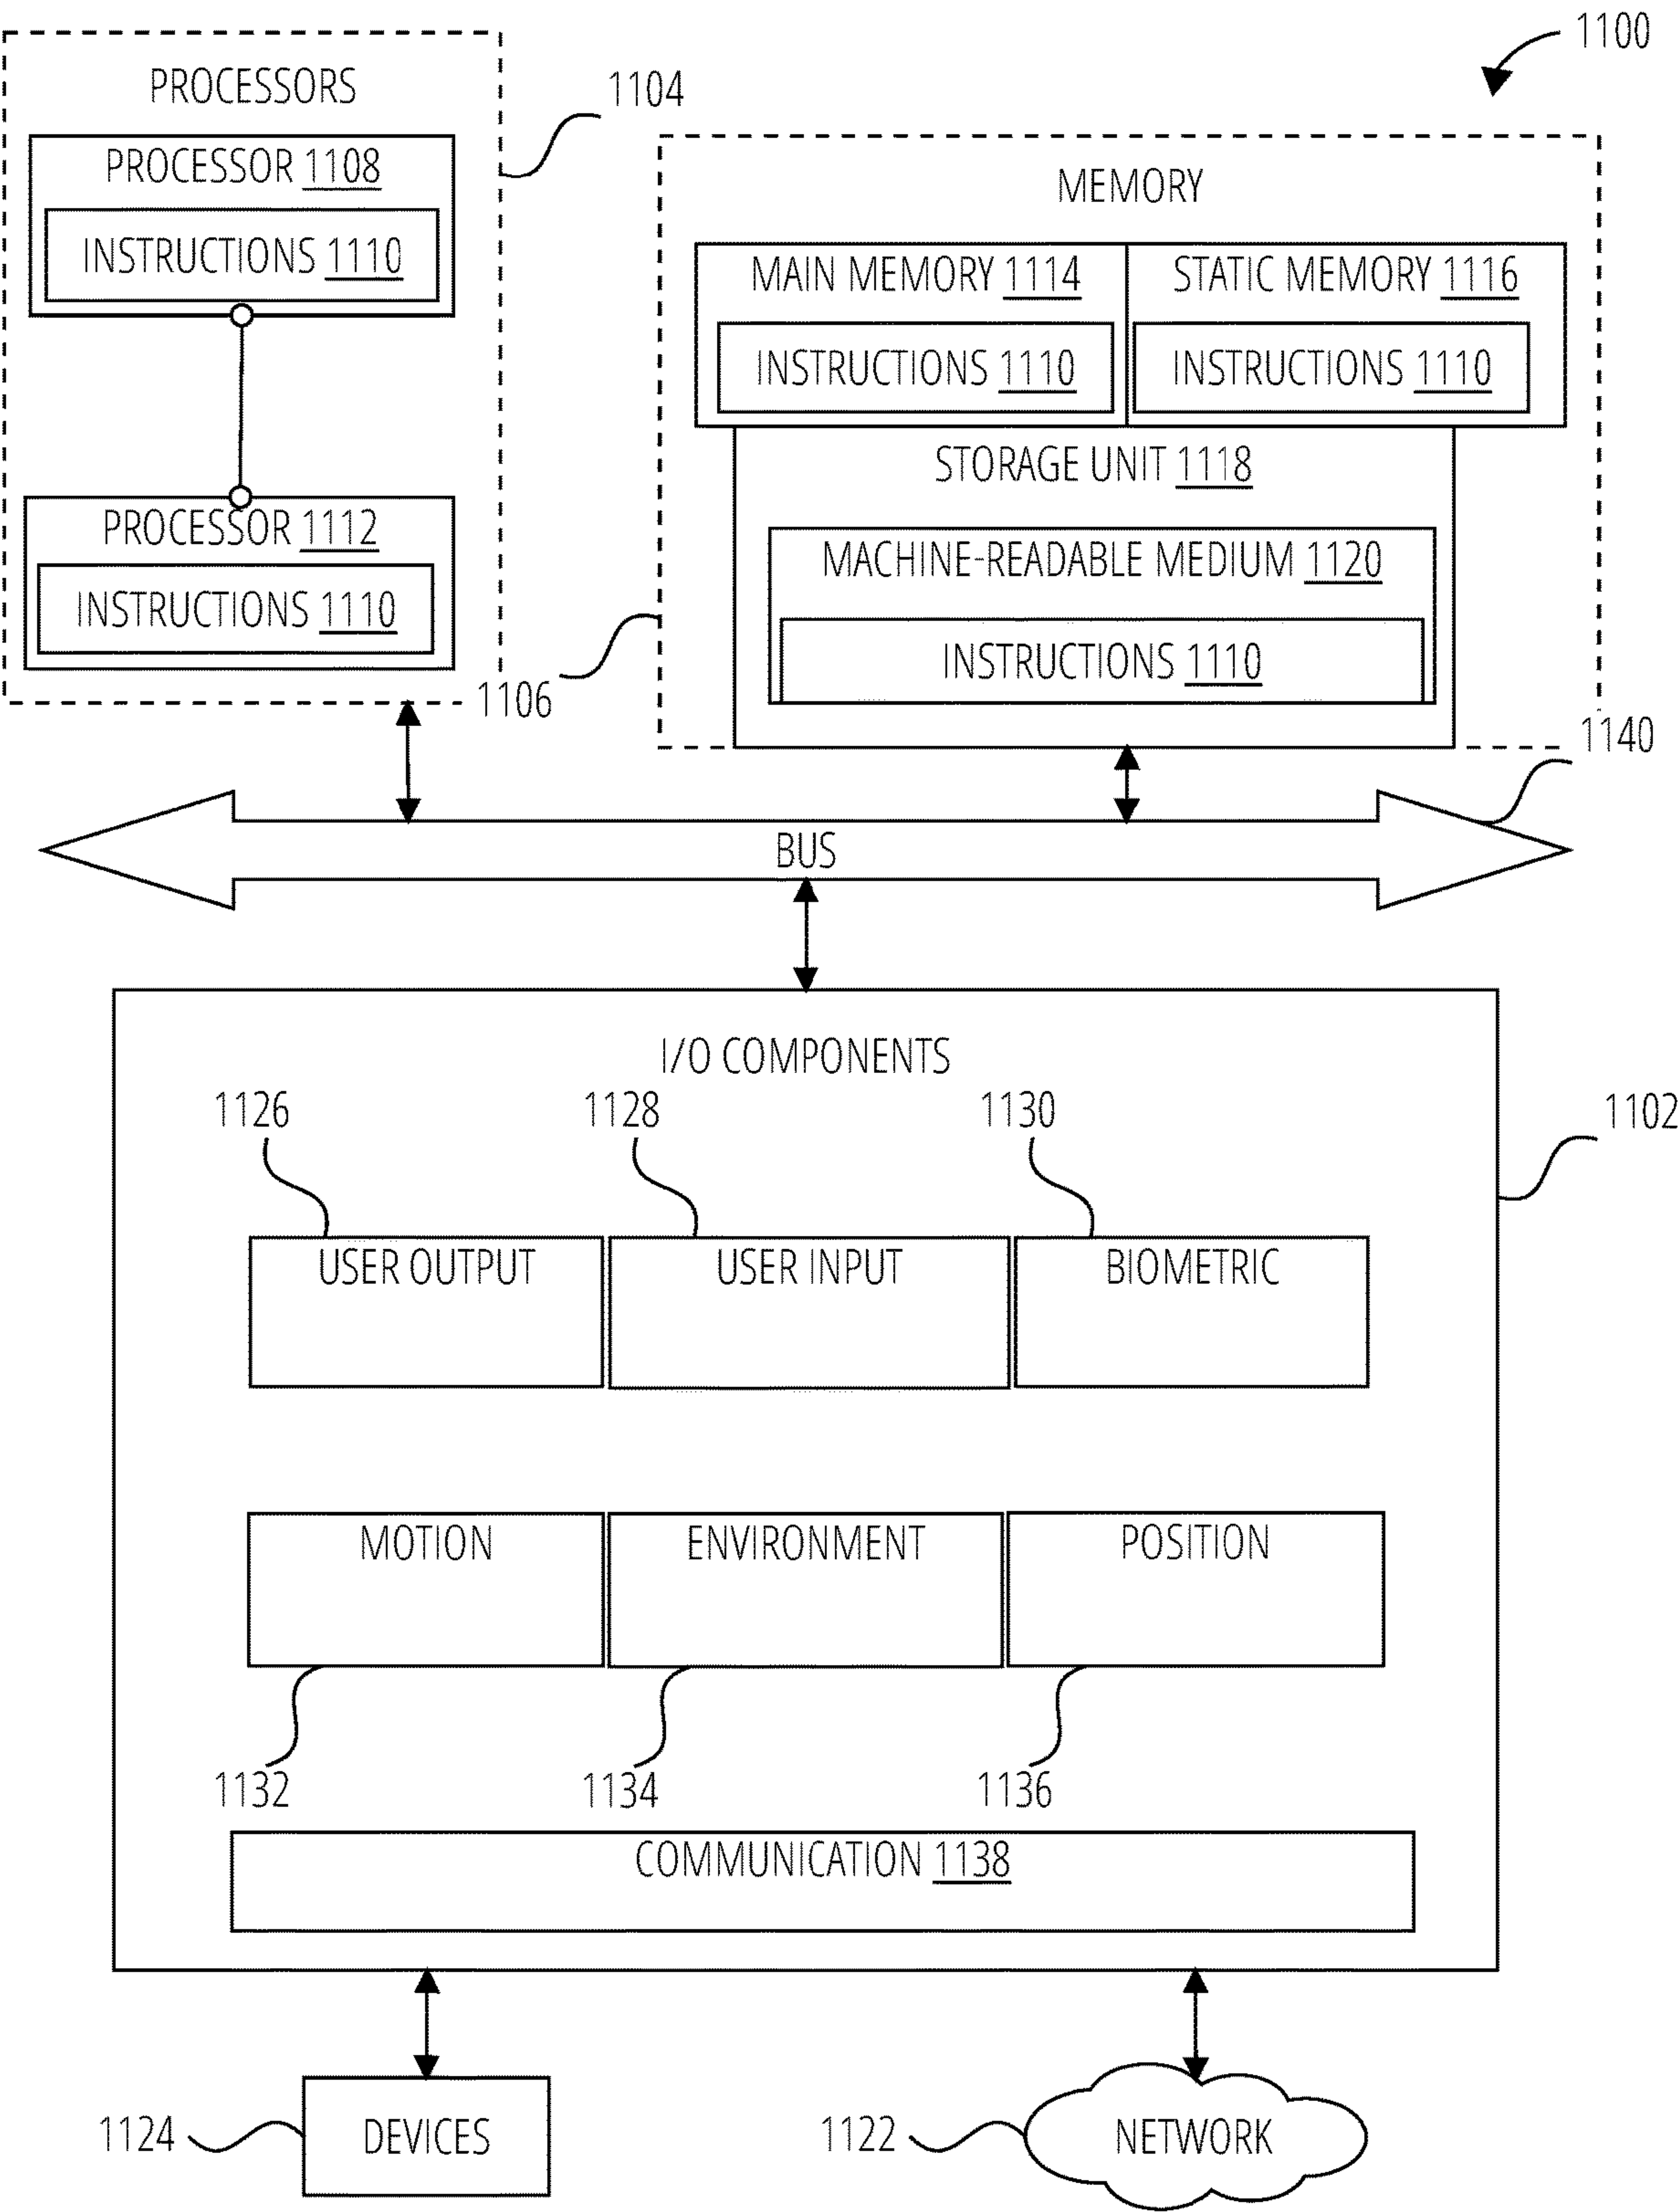 1100
PROCESSORS
1104
PROCESSOR 1108
INSTRUCTIONS 1110
MEMORY
MAIN MEMORY 1114
STATIC MEMORY 1116
INSTRUCTIONS 1110
INSTRUCTIONS 1110
STORAGE UNIT 1118
PROCESSOR 1112
MACHINE-READABLE MEDIUM 1120
INSTRUCTIONS 1110
INSTRUCTIONS 1110
1106
1140
BUS
I/O COMPONENTS
1126
1128
1130
1102
USER OUTPUT
USER INPUT
BIOMETRIC
MOTION
ENVIRONMENT
POSITION
1132
1134
1136
COMMUNICATION 1138
1124
DEVICES
1122
NETWORK